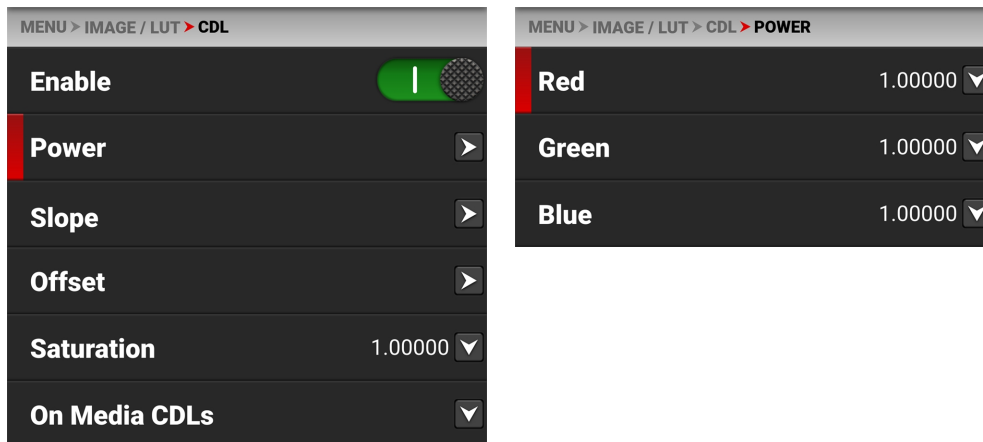 MENU > IMAGE / LUT > CDL
Enable
Power
Slope
Offset
Saturation 1.00000
On Media CDLs
MENU > IMAGE / LUT > CDL > POWER
Red 1.00000
Green 1.00000
Blue 1.00000